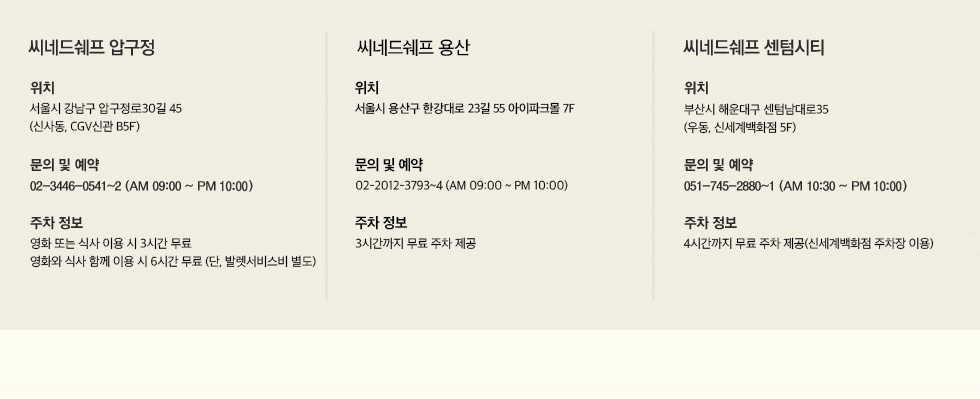 씨네드쉐프 압구정
위치
서울시 강남구 압구정로30길 45
(신사동, CGV신관 B5F)
문의 및 예약
02-3446-0541~2 (AM 09:00 ~ PM 10:00)
주차 정보
영화 또는 식사 이용 시 3시간 무료
영화와 식사 함께 이용 시 6시간 무료 (단, 발렛서비스비 별도)
씨네드쉐프 용산
위치
서울시 용산구 한강대로 23길 55 아이파크몰 7F
문의 및 예약
02-2012-3793~4 (AM 09:00 ~ PM 10:00)
주차 정보
3시간까지 무료 주차 제공
씨네드쉐프 센텀시티
위치
부산시 해운대구 센텀남대로35
(우동, 신세계백화점 5F)
문의 및 예약
051-745-2880~1 (AM 10:30 ~ PM 10:00)
주차 정보
4시간까지 무료 주차 제공(신세계백화점 주차장 이용)